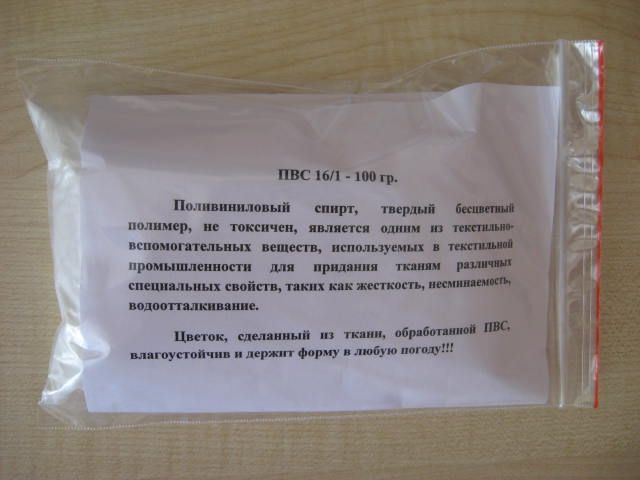 ПВС 16/1 - 100 гр.
Поливиниловый спирт, твердый бесцветный
полимер, не токсичен, является одним из текстильно-
вспомогательных веществ, используемых в текстильной
промышленности для придания тканям различных
специальных свойств, таких как жесткость, несминаемость,
водоотталкивание.
Цветок, сделанный из ткани, обработанной ПВС,
влагоустойчив и держит форму в любую погоду!!!